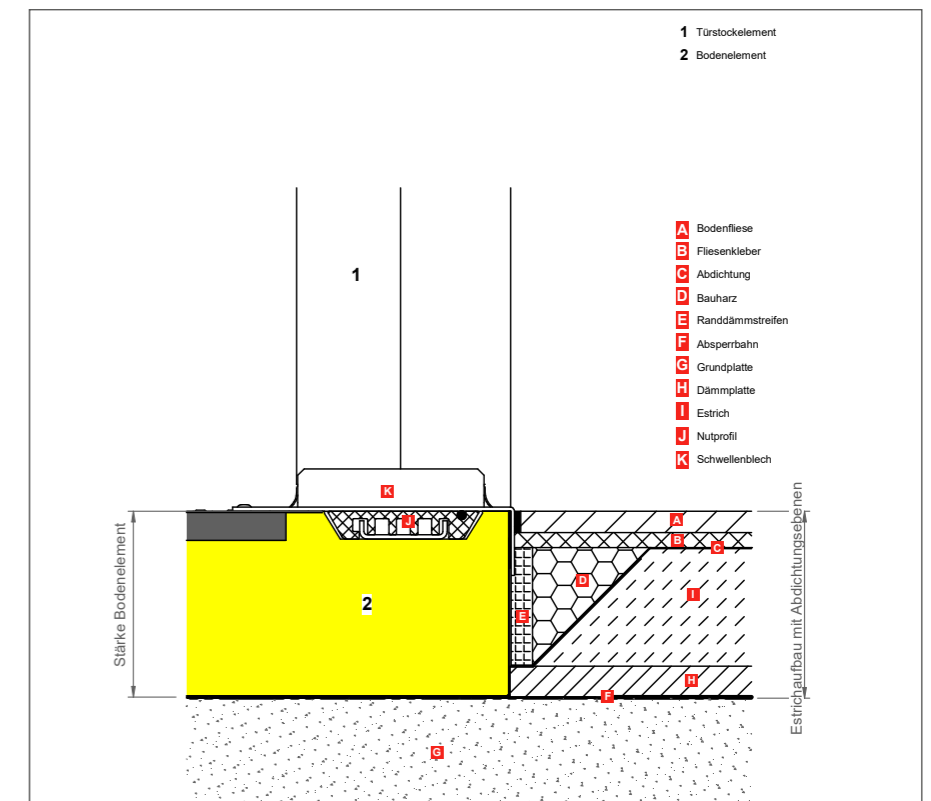 1 Türstockelement
2 Bodenelement
A Bodenfliese
B Fliesenkleber
C Abdichtung
D Bauharz
E Randdämmstreifen
F Absperrbahn
G Grundplatte
H Dämmplatte
I Estrich
J Nutprofil
K Schwellenblech
1
K
J
A
B
C
D
I
2
E
H
F
G
Stärke Bodenelement
Estrichaufbau mit Abdichtungsebenen